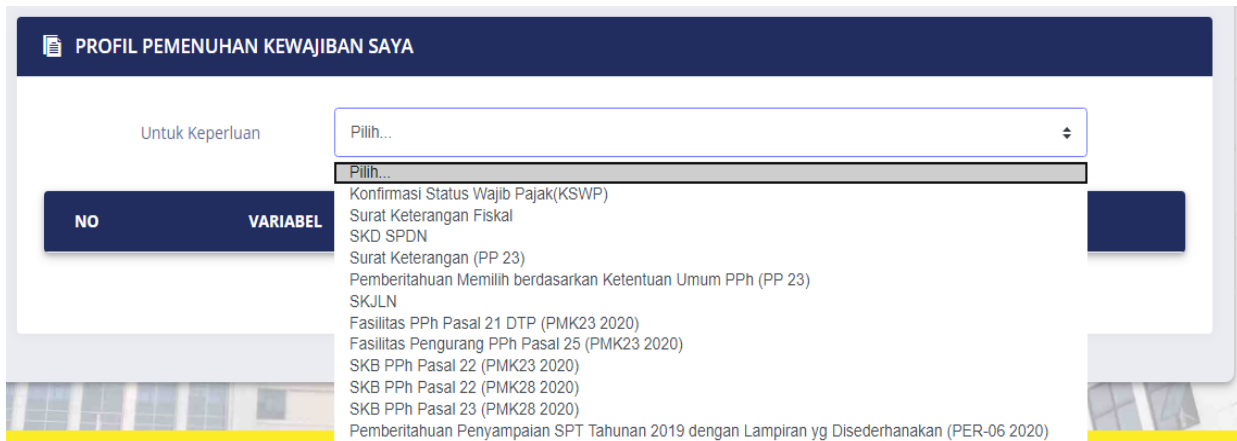 PROFIL PEMENUHAN KEWAJIBAN SAYA
Untuk Keperluan
Pilih...
Pilih...
Konfirmasi Status Wajib Pajak(KSWP)
Surat Keterangan Fiskal
SKD SPDN
Surat Keterangan (PP 23)
Pemberitahuan Memilih berdasarkan Ketentuan Umum PPh (PP 23)
SKJLN
Fasilitas PPh Pasal 21 DTP (PMK23 2020)
Fasilitas Pengurang PPh Pasal 25 (PMK23 2020)
SKB PPh Pasal 22 (PMK23 2020)
SKB PPh Pasal 22 (PMK28 2020)
SKB PPh Pasal 23 (PMK28 2020)
Pemberitahuan Penyampaian SPT Tahunan 2019 dengan Lampiran yg Disederhanakan (PER-06 2020)
NO VARIABEL